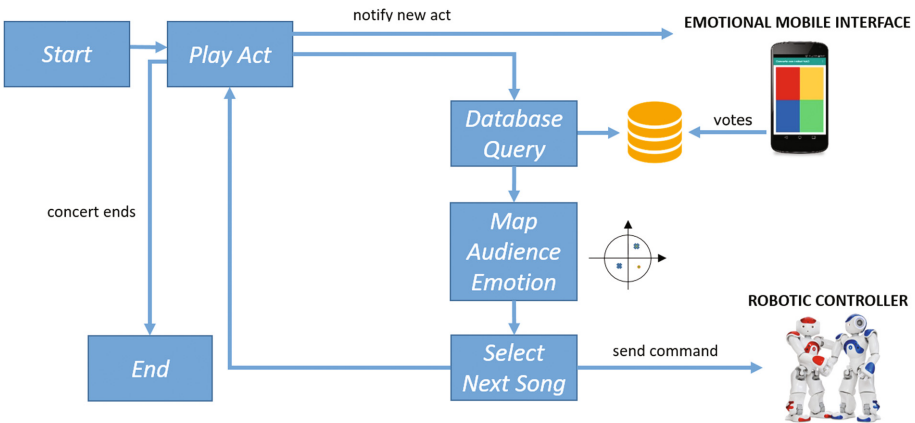 notify new act
EMOTIONAL MOBILE INTERFACE
Start
Play Act
Database
Query
votes
concert ends
Map
Audience
Emotion
ROBOTIC CONTROLLER
End
Select
Next Song
send command